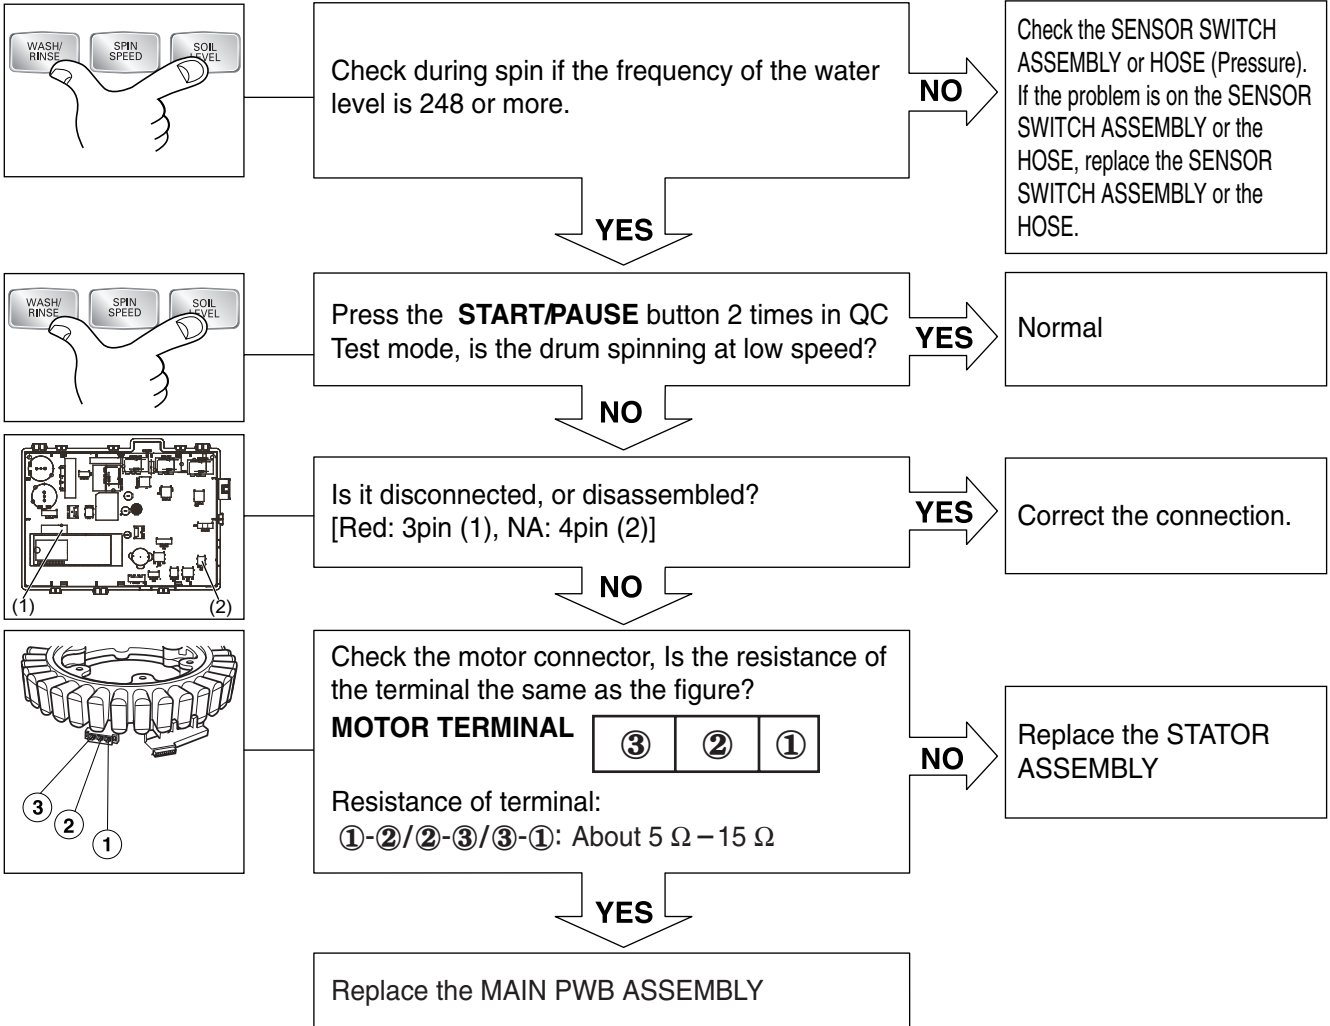 WASH/
RINSE
SPIN
SPEED
SOIL
LEVEL
Check during spin if the frequency of the water
level is 248 or more.
NO
Check the SENSOR SWITCH
ASSEMBLY or HOSE (Pressure).
If the problem is on the SENSOR
SWITCH ASSEMBLY or the
HOSE, replace the SENSOR
SWITCH ASSEMBLY or the
HOSE.
YES
WASH/
RINSE
SPIN
SPEED
SOIL
LEVEL
Press the START/PAUSE button 2 times in QC
Test mode, is the drum spinning at low speed?
YES
Normal
NO
(1)
(2)
Is it disconnected, or disassembled?
[Red: 3pin (1), NA: 4pin (2)]
YES
Correct the connection.
NO
3
2
1
Check the motor connector, Is the resistance of
the terminal the same as the figure?
MOTOR TERMINAL
③ ② ①
Resistance of terminal:
①-②/②-③/③-①: About 5 Ω – 15 Ω
NO
Replace the STATOR
ASSEMBLY
YES
Replace the MAIN PWB ASSEMBLY